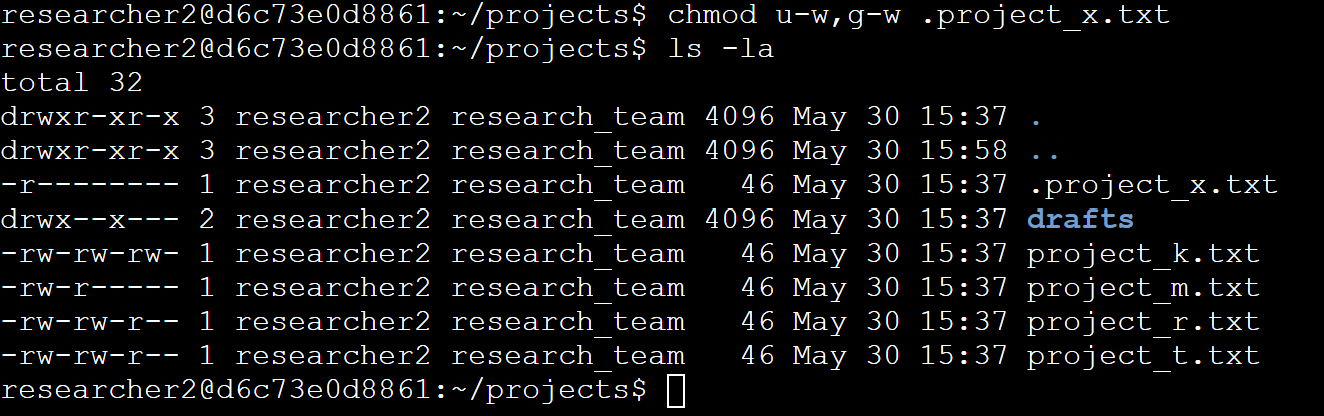 researcher2@d6c73e0d8861:~/projects$ chmod u-w,g-w .project_x.txt
researcher2@d6c73e0d8861:~/projects$ ls -la
total 32
drwxr-xr-x 3 researcher2 research_team 4096 May 30 15:37 .
drwxr-xr-x 3 researcher2 research_team 4096 May 30 15:58 ..
-r-------- 1 researcher2 research_team   46 May 30 15:37 .project_x.txt
drwx--x--- 2 researcher2 research_team 4096 May 30 15:37 drafts
-rw-rw-rw- 1 researcher2 research_team   46 May 30 15:37 project_k.txt
-rw-r----- 1 researcher2 research_team   46 May 30 15:37 project_m.txt
-rw-rw-r-- 1 researcher2 research_team   46 May 30 15:37 project_r.txt
-rw-rw-r-- 1 researcher2 research_team   46 May 30 15:37 project_t.txt
researcher2@d6c73e0d8861:~/projects$